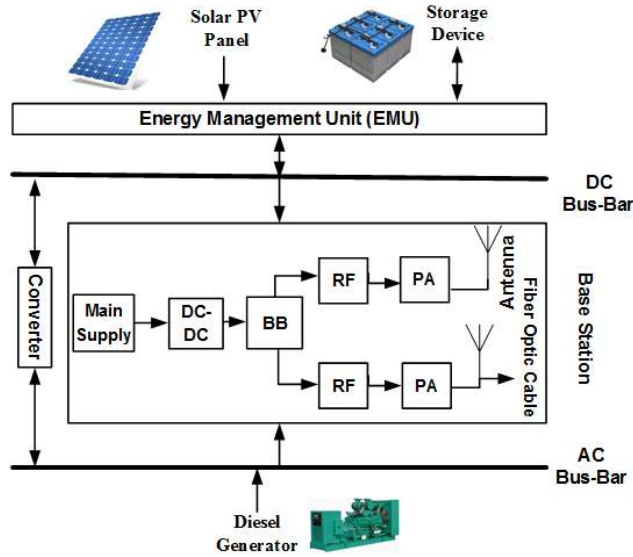 Solar PV
Panel
Storage
Device
Energy Management Unit (EMU)
DC
Bus-Bar
Converter
Main
Supply
DC-
DC
BB
RF
PA
RF
PA
Antenna
Fiber Optic Cable
Base Station
AC
Bus-Bar
Diesel
Generator